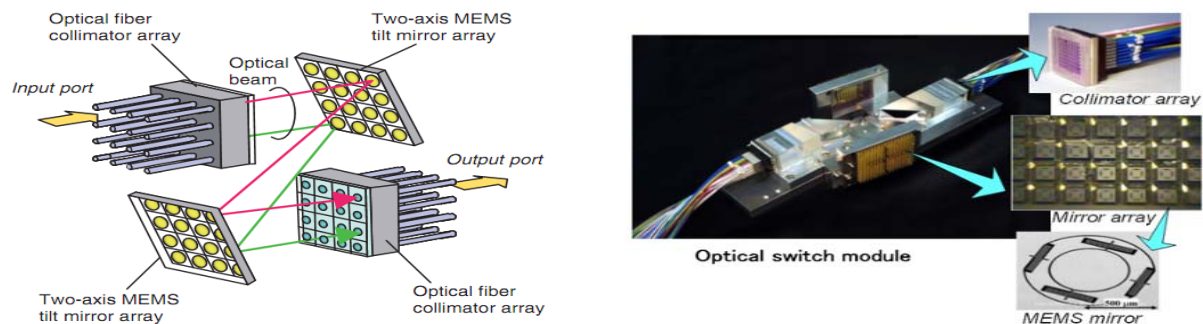 Optical fiber
collimator array
Two-axis MEMS
tilt mirror array
Optical
beam
Input port
Output port
Two-axis MEMS
tilt mirror array
Optical fiber
collimator array
Collimator array
Mirror array
Optical switch module
500 μm
MEMS mirror